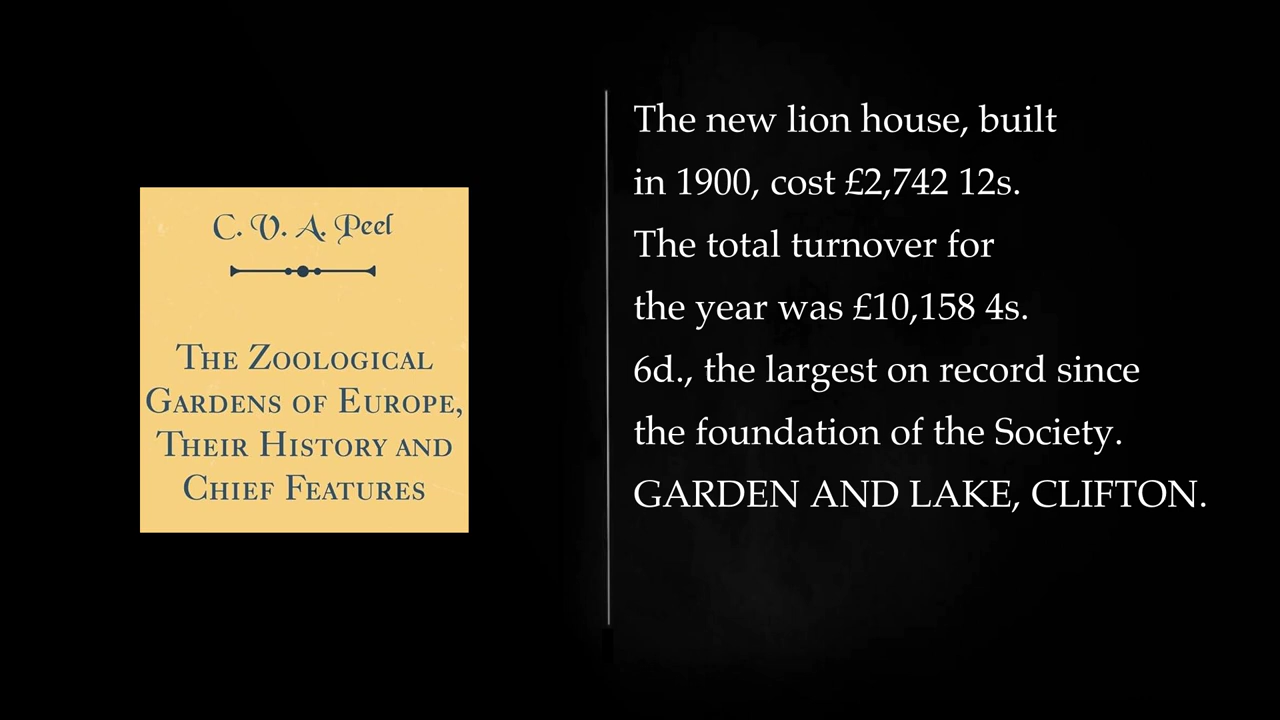 C. V. A. Peel
The Zoological
Gardens of Europe,
Their History and
Chief Features
The new lion house, built
in 1900, cost £2,742 12s.
The total turnover for
the year was £10,158 4s.
6d., the largest on record since
the foundation of the Society.
GARDEN AND LAKE, CLIFTON.